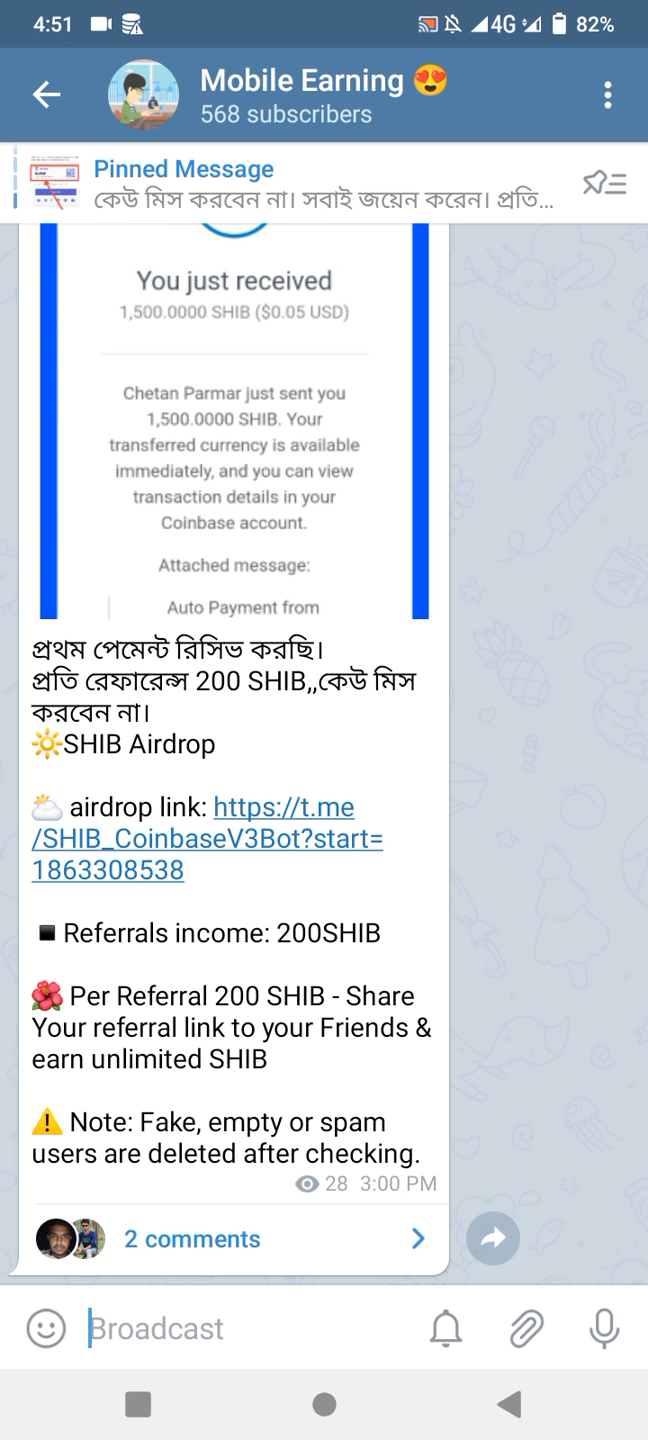 4:51
4G
82%
Mobile Earning 😍
568 subscribers
Pinned Message
কেউ মিস করবেন না। সবাই জয়েন করেন। প্রতি...
You just received
1,500.0000 SHIB ($0.05 USD)
Chetan Parmar just sent you
1,500.0000 SHIB. Your
transferred currency is available
immediately, and you can view
transaction details in your
Coinbase account.
Attached message:
Auto Payment from
প্রথম পেমেন্ট রিসিভ করছি।
প্রতি রেফারেন্স 200 SHIB,,কেউ মিস
করবেন না।
🔆SHIB Airdrop
🌥 airdrop link: https://t.me
/SHIB_CoinbaseV3Bot?start=
1863308538
◾Referrals income: 200SHIB
🌺 Per Referral 200 SHIB - Share
Your referral link to your Friends &
earn unlimited SHIB
⚠️ Note: Fake, empty or spam
users are deleted after checking.
28 3:00 PM
2 comments
Broadcast